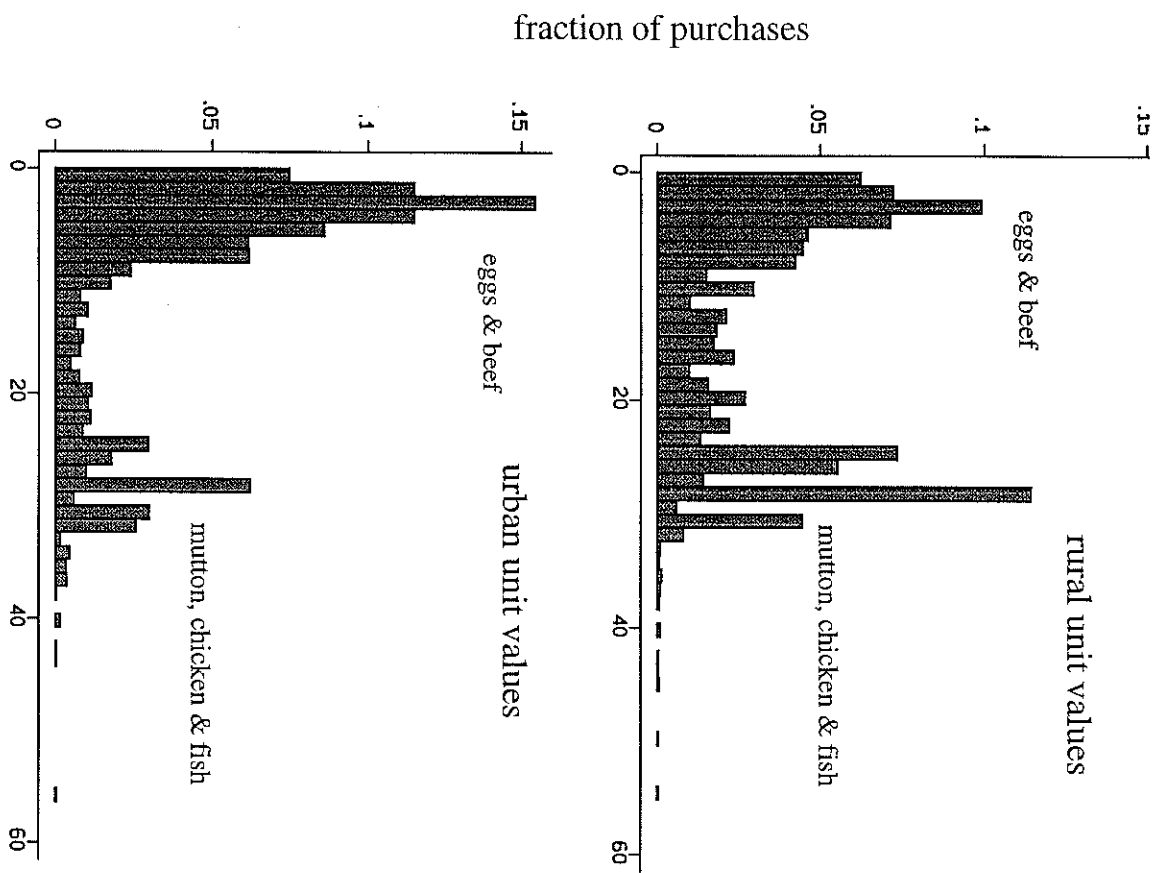 fraction of purchases
.15
.1
.05
0
0
20
40
60
eggs & beef
rural unit values
mutton, chicken & fish
.15
.1
.05
0
0
20
40
60
eggs & beef
urban unit values
mutton, chicken & fish